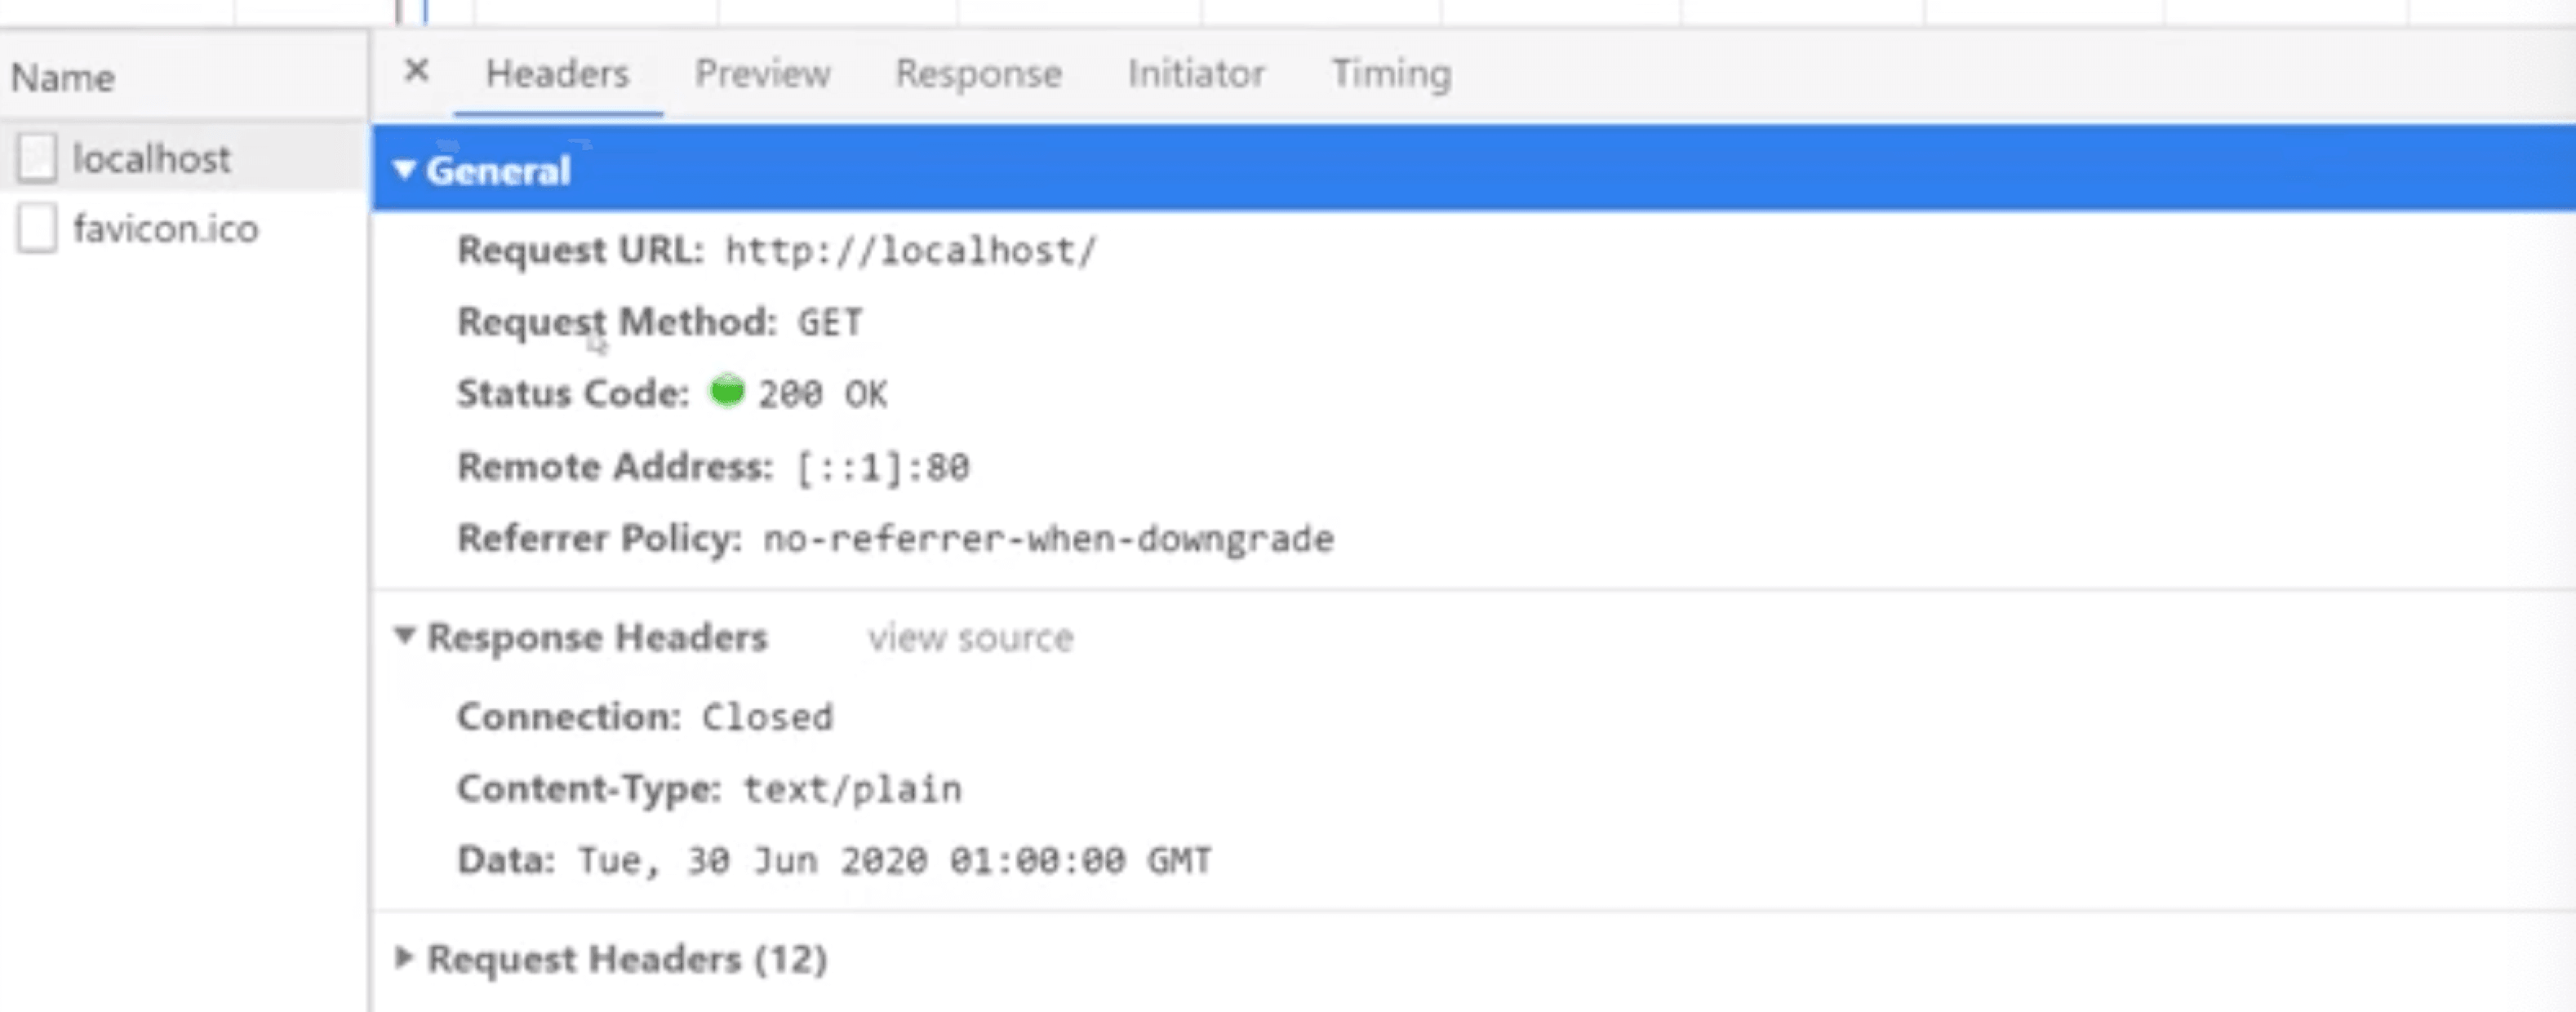 Name
localhost
favicon.ico
× Headers Preview Response Initiator Timing
General
Request URL: http://localhost/
Request Method: GET
Status Code: 200 OK
Remote Address: [::1]:80
Referrer Policy: no-referrer-when-downgrade
Response Headers view source
Connection: Closed
Content-Type: text/plain
Data: Tue, 30 Jun 2020 01:00:00 GMT
Request Headers (12)